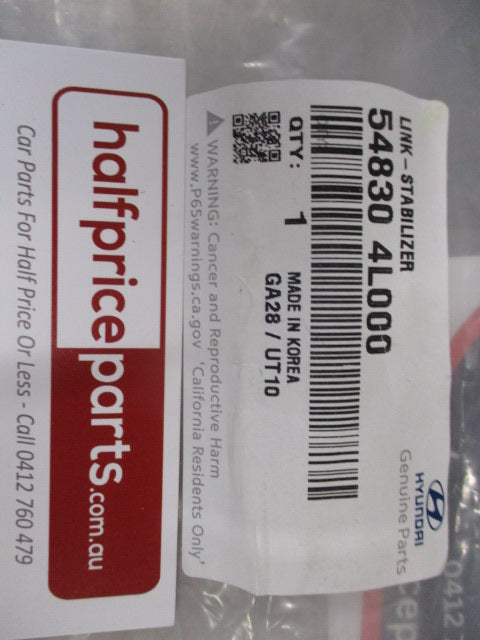 LINK - STABILIZER
54830 4L000
QTY: 1
MADE IN KOREA
GA28 / UT10
HYUNDAI
Genuine Parts
WARNING: Cancer and Reproductive Harm
www.P65warnings.ca.gov 'California Residents Only'
halfpriceparts.com.au
Car Parts For Half Price Or Less - Call 0412 760 479
0412